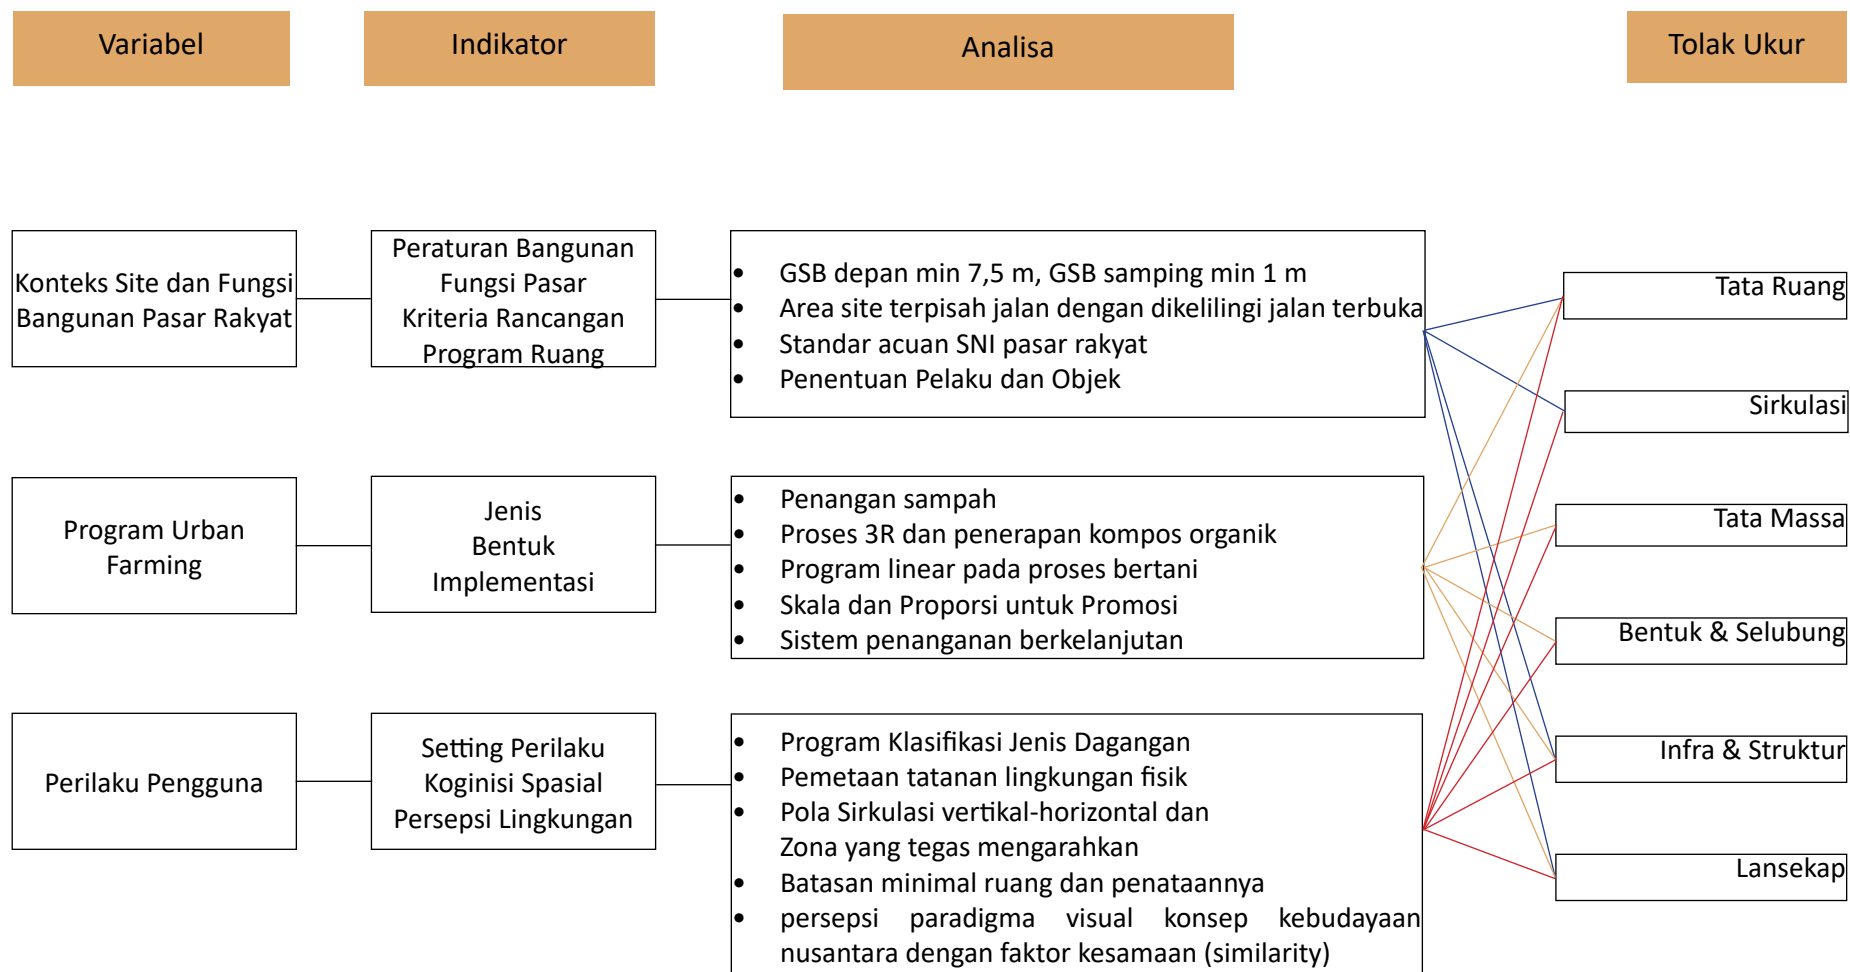 Variabel
Indikator
Analisa
Tolak Ukur
Konteks Site dan Fungsi
Bangunan Pasar Rakyat
Peraturan Bangunan
Fungsi Pasar
Kriteria Rancangan
Program Ruang
• GSB depan min 7,5 m, GSB samping min 1 m
• Area site terpisah jalan dengan dikelilingi jalan terbuka
• Standar acuan SNI pasar rakyat
• Penentuan Pelaku dan Objek
Program Urban
Farming
Jenis
Bentuk
Implementasi
• Penangan sampah
• Proses 3R dan penerapan kompos organik
• Program linear pada proses bertani
• Skala dan Proporsi untuk Promosi
• Sistem penanganan berkelanjutan
Perilaku Pengguna
Setting Perilaku
Koginisi Spasial
Persepsi Lingkungan
• Program Klasifikasi Jenis Dagangan
• Pemetaan tatanan lingkungan fisik
• Pola Sirkulasi vertikal-horizontal dan
Zona yang tegas mengarahkan
• Batasan minimal ruang dan penataannya
• persepsi paradigma visual konsep kebudayaan
nusantara dengan faktor kesamaan (similarity)
Tata Ruang
Sirkulasi
Tata Massa
Bentuk & Selubung
Infra & Struktur
Lansekap